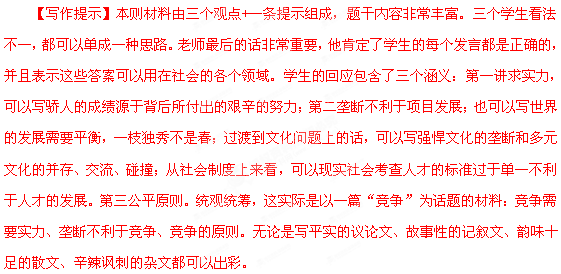 【写作提示】本则材料由三个观点+一条提示组成，题干内容非常丰富。三个学生看法
不一，都可以单成一种思路。老师最后的话非常重要，他肯定了学生的每个发言都是正确的，
并且表示这些答案可以用在社会的各个领域。学生的回应包含了三个涵义：第一讲求实力，
可以写骄人的成绩源于背后所付出的艰辛的努力；第二垄断不利于项目发展；也可以写世界
的发展需要平衡，一枝独秀不是春；过渡到文化问题上的话，可以写强悍文化的垄断和多元
文化的并存、交流、碰撞；从社会制度上来看，可以现实社会考查人才的标准过于单一不利
于人才的发展。第三公平原则。统观统筹，这实际是以一篇“竞争”为话题的材料：竞争需
要实力、垄断不利于竞争、竞争的原则。无论是写平实的议论文、故事性的记叙文、韵味十
足的散文、辛辣讽刺的杂文都可以出彩。